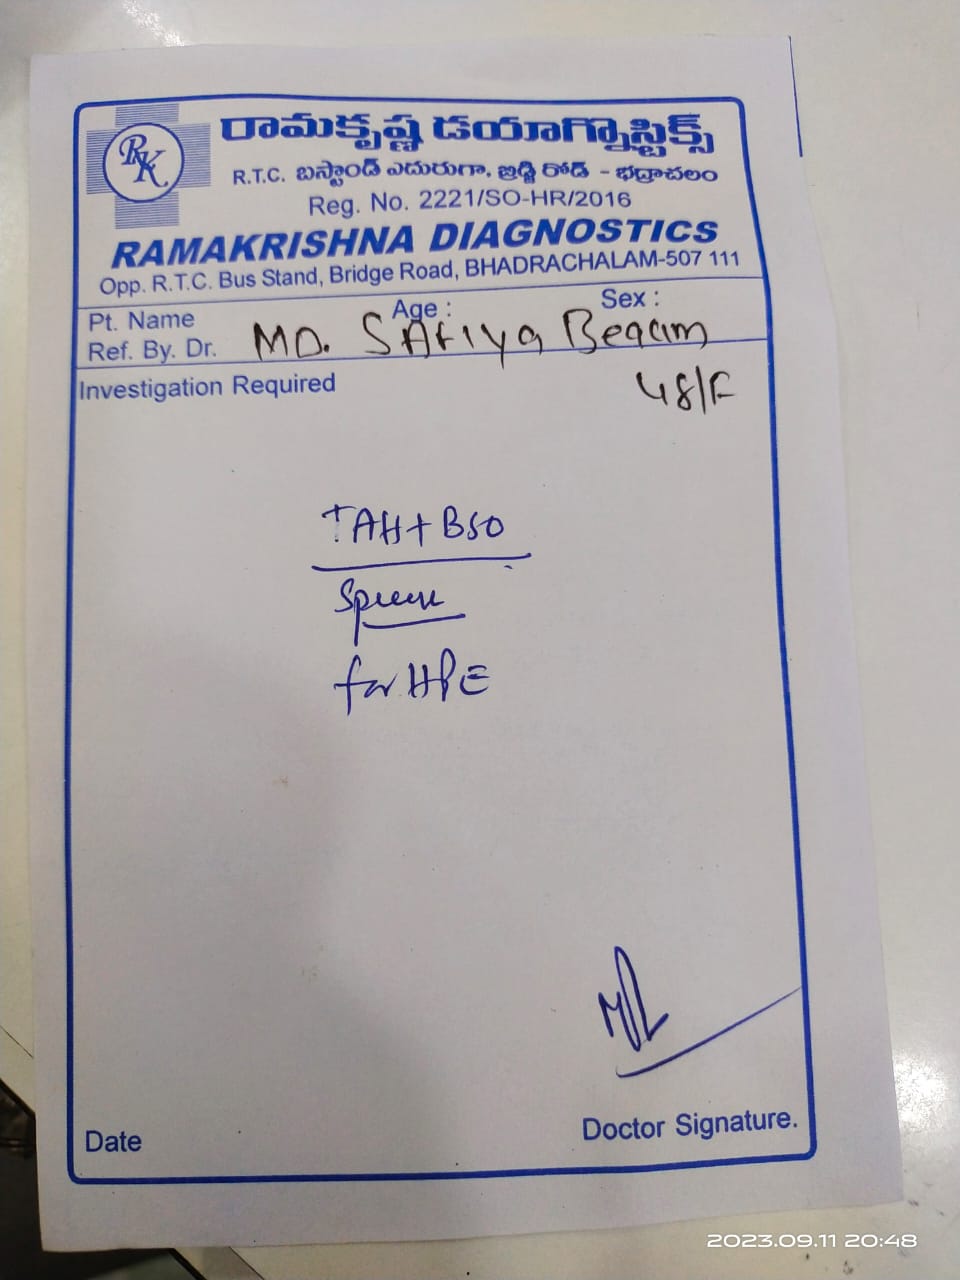 RK
రామకృష్ణ డయాగ్నొస్టిక్స్
R.T.C. బస్టాండ్ ఎదురుగా, బ్రిడ్జి రోడ్ - భద్రాచలం
Reg. No. 2221/SO-HR/2016
RAMAKRISHNA DIAGNOSTICS
Opp. R.T.C. Bus Stand, Bridge Road, BHADRACHALAM-507 111
Pt. Name Age : Sex :
Ref. By. Dr. MD. SAfiya Begam
Investigation Required
48/F
TAH+BSO
for HPE
Doctor Signature.
Date
2023.09.11 20:48